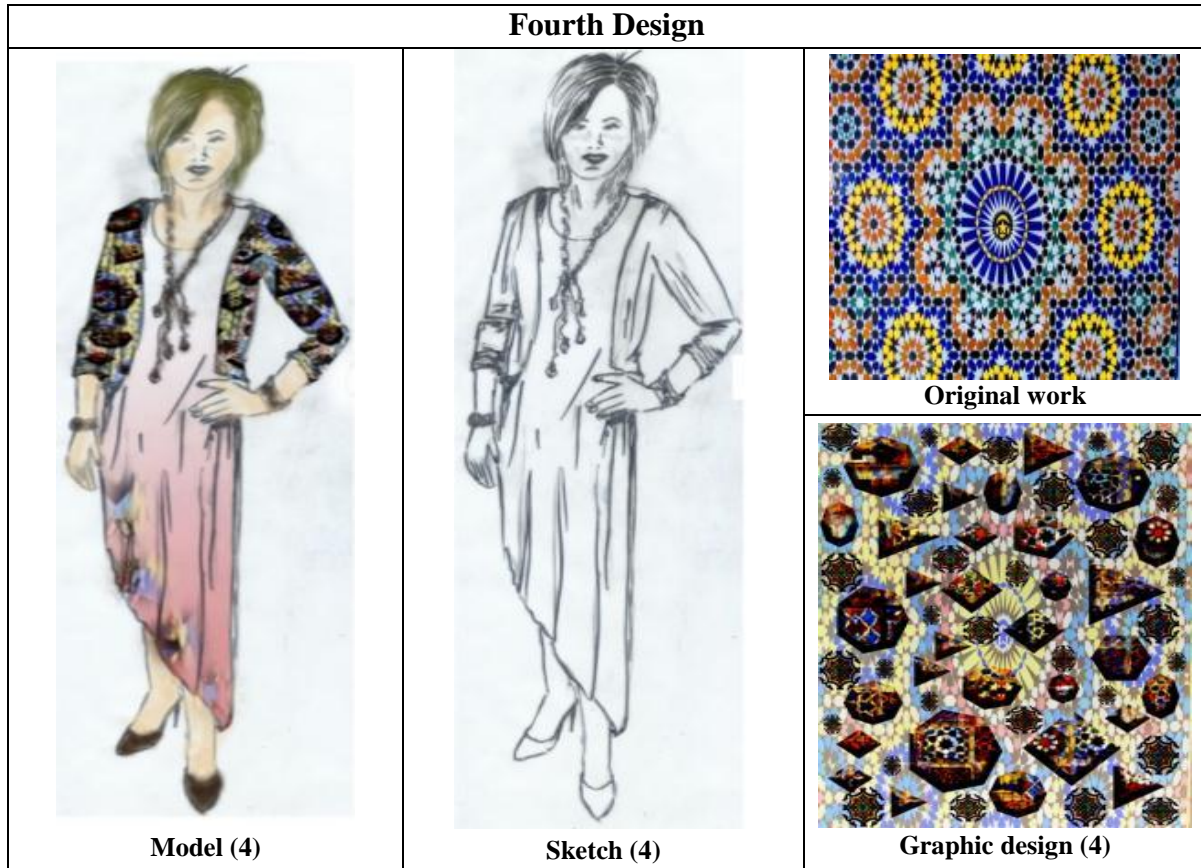 Fourth Design
Model (4)
Sketch (4)
Original work
Graphic design (4)